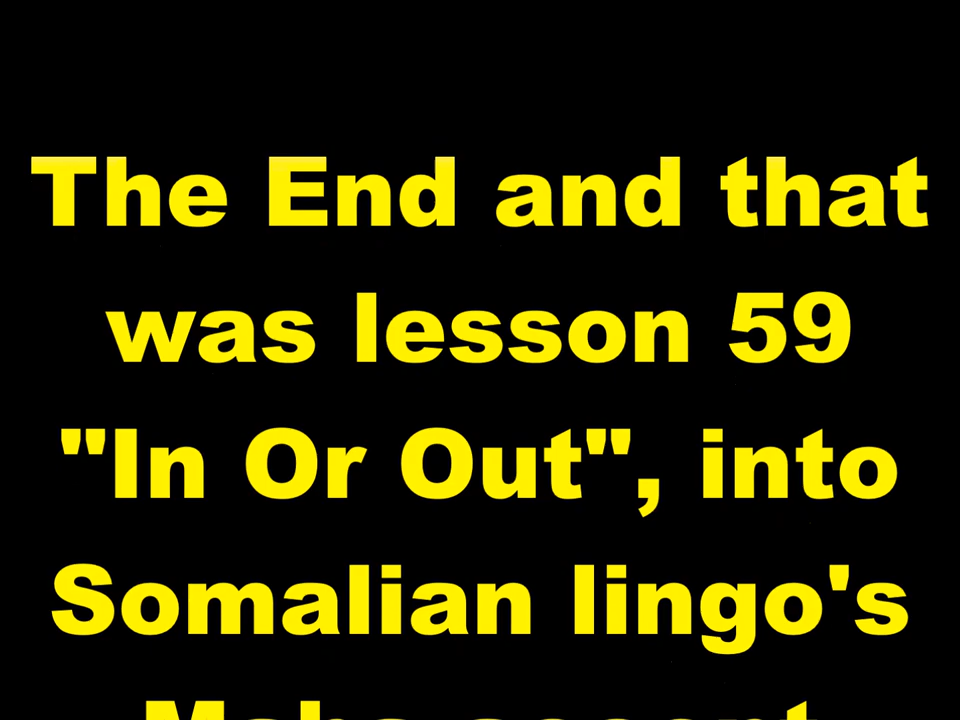 The End and that
was lesson 59
"In Or Out", into
Somalian lingo's